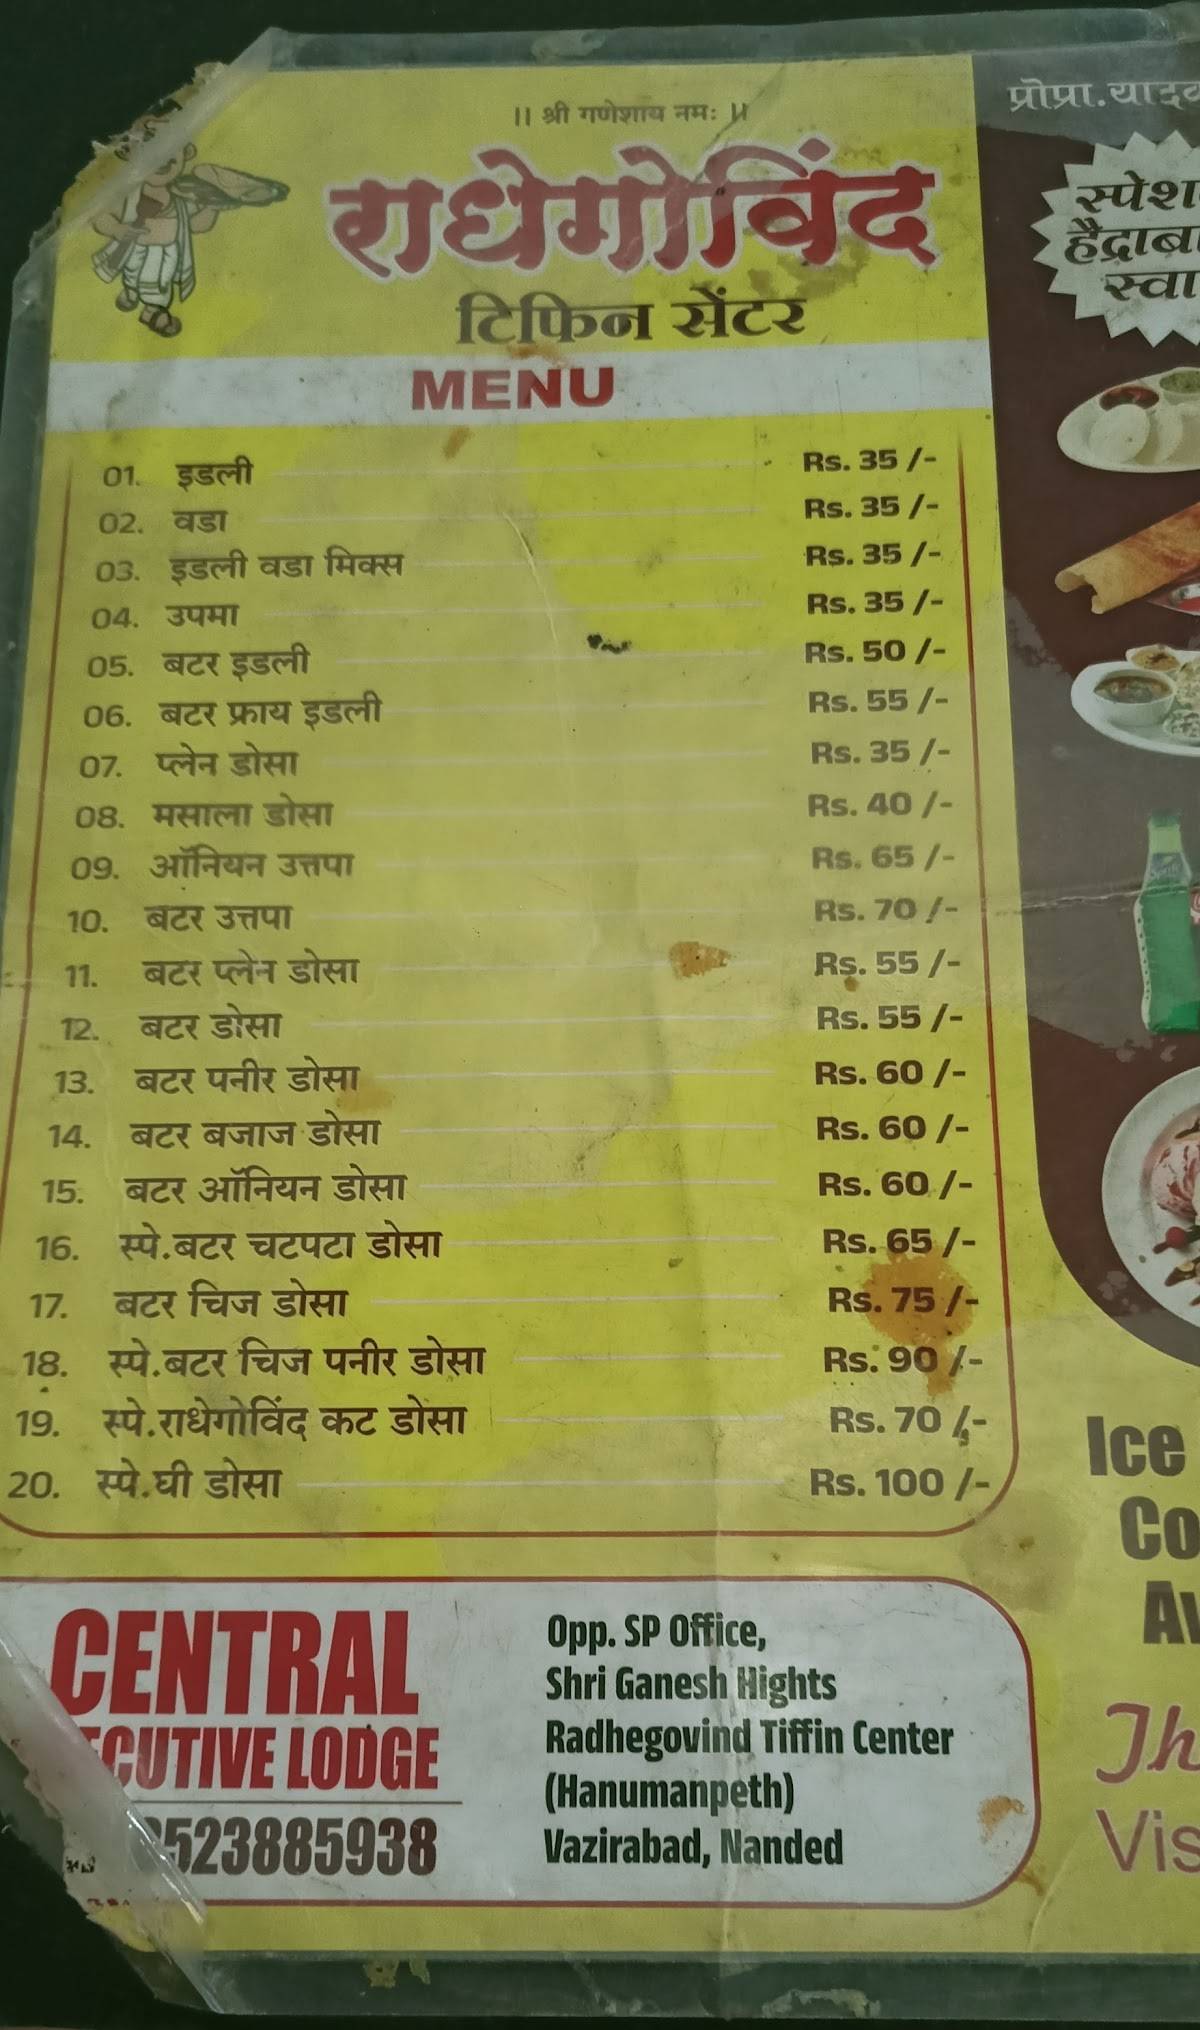 || श्री गणेशाय नमः ||
राधेगोविंद
टिफिन सेंटर
MENU
01. इडली Rs. 35 /-
02. वडा Rs. 35 /-
03. इडली वडा मिक्स Rs. 35 /-
04. उपमा Rs. 35 /-
05. बटर इडली Rs. 50 /-
06. बटर फ्राय इडली Rs. 55 /-
07. प्लेन डोसा Rs. 35 /-
08. मसाला डोसा Rs. 40 /-
09. ऑनियन उत्तपा Rs. 65 /-
10. बटर उत्तपा Rs. 70 /-
11. बटर प्लेन डोसा Rs. 55 /-
12. बटर डोसा Rs. 55 /-
13. बटर पनीर डोसा Rs. 60 /-
14. बटर बजाज डोसा Rs. 60 /-
15. बटर ऑनियन डोसा Rs. 60 /-
16. स्पे.बटर चटपटा डोसा Rs. 65 /-
17. बटर चिज डोसा Rs. 75 /-
18. स्पे.बटर चिज पनीर डोसा Rs. 90 /-
19. स्पे.राधेगोविंद कट डोसा Rs. 70 /-
20. स्पे.घी डोसा Rs. 100 /-
CENTRAL
LODGE
Opp. SP Office,
Shri Ganesh Hights
Radhegovind Tiffin Center
(Hanumanpeth)
Vazirabad, Nanded
प्रोप्रा.
Ice